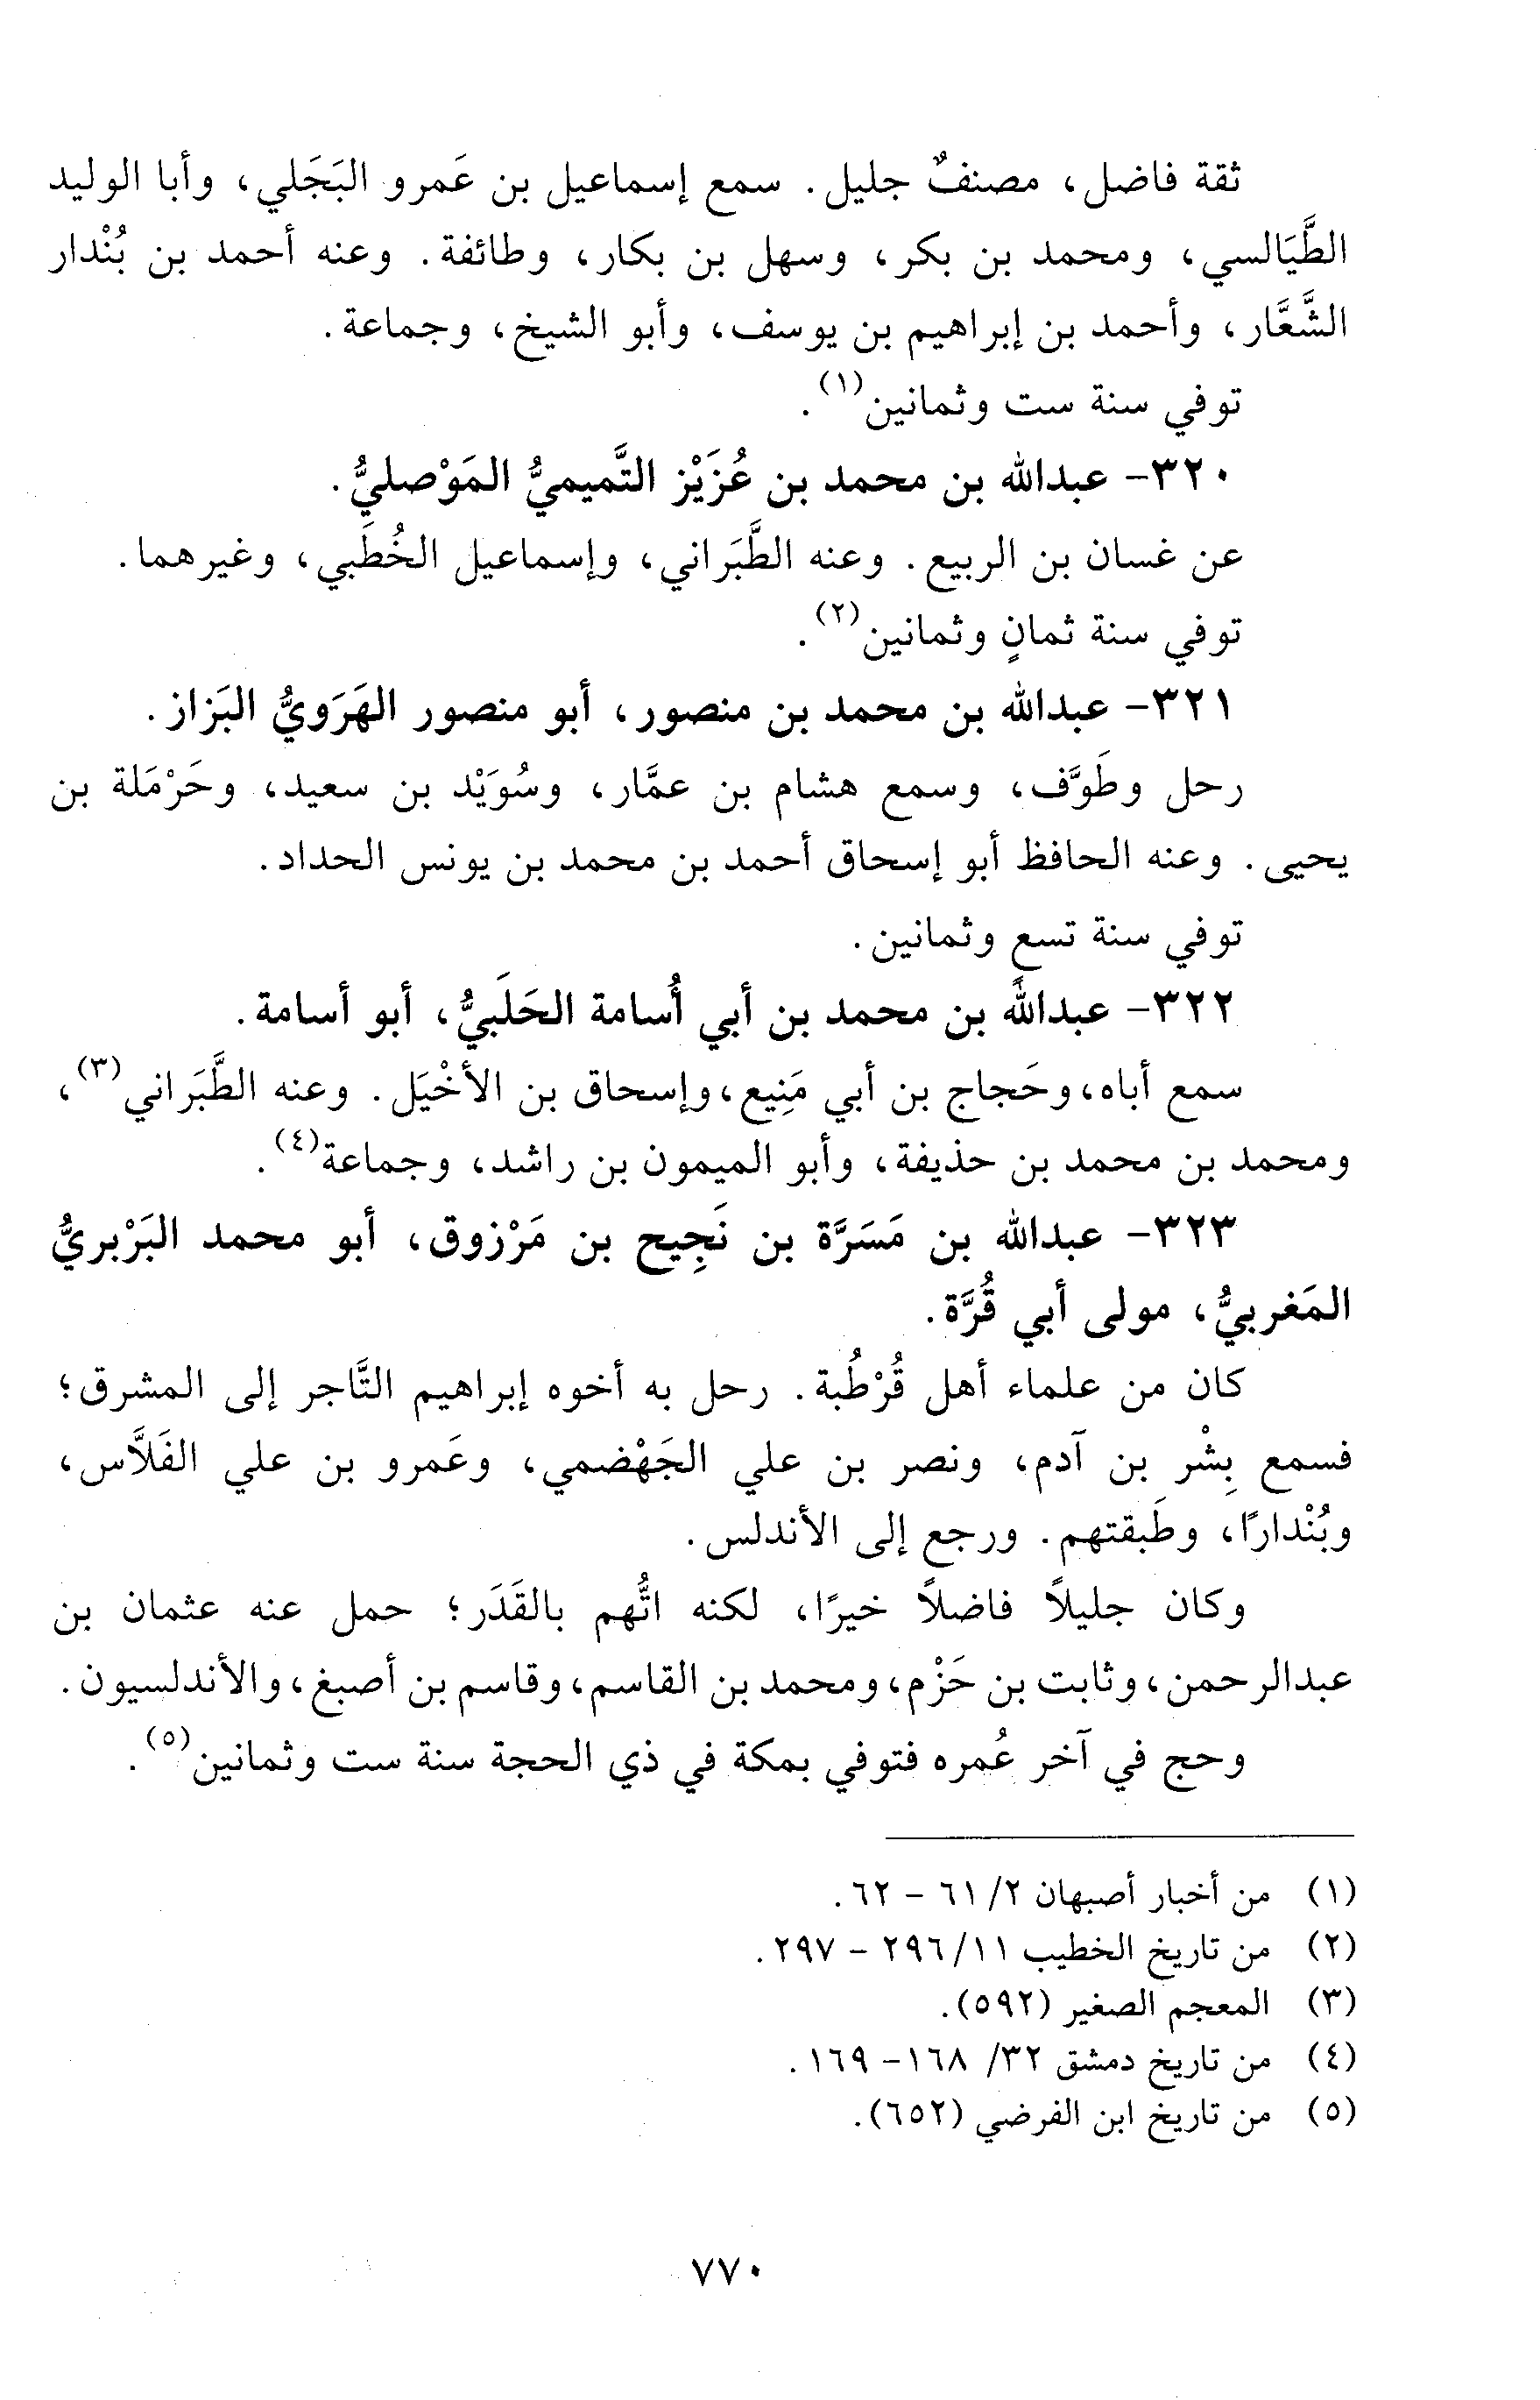 ثقة فاضل، مصنفٌ جليل. سمع إسماعيل بن عَمرو البَجَلي، وأبا الوليد
الطَّيَالسي، ومحمد بن بكر، وسهل بن بكار، وطائفة. وعنه أحمد بن بُنْدار
الشَّعَّار، وأحمد بن إبراهيم بن يوسف، وأبو الشيخ، وجماعة.
توفي سنة ست وثمانين(١).
٣٢٠- عبدالله بن محمد بن عُزَيْز التَّميميُّ المَوْصليُّ.
عن غسان بن الربيع. وعنه الطَّبَراني، وإسماعيل الخُطَبي، وغيرهما.
توفي سنة ثمانٍ وثمانين(٢).
٣٢١- عبدالله بن محمد بن منصور، أبو منصور الهَرَويُّ البَزاز.
رحل وطَوَّف، وسمع هشام بن عمَّار، وسُوَيْد بن سعيد، وحَرْمَلة بن
يحيى. وعنه الحافظ أبو إسحاق أحمد بن محمد بن يونس الحداد.
توفي سنة تسع وثمانين.
٣٢٢- عبدالله بن محمد بن أبي أُسامة الحَلَبيُّ، أبو أسامة.
سمع أباه، وحَجاج بن أبي مَنِيع، وإسحاق بن الأخْيَل. وعنه الطَّبَراني(٣)،
ومحمد بن محمد بن حذيفة، وأبو الميمون بن راشد، وجماعة(٤).
٣٢٣- عبدالله بن مَسَرَّة بن نَجِيح بن مَرْزوق، أبو محمد البَرْبريُّ
المَغربيُّ، مولى أبي قُرَّة.
كان من علماء أهل قُرْطُبة. رحل به أخوه إبراهيم التَّاجر إلى المشرق؛
فسمع بِشْر بن آدم، ونصر بن علي الجَهْضمي، وعَمرو بن علي الفَلاَّس،
وبُنْدارًا، وطَبقتهم. ورجع إلى الأندلس.
وكان جليلاً فاضلاً خيرًا، لكنه اتُّهم بالقَدَر؛ حمل عنه عثمان بن
عبدالرحمن، وثابت بن حَزْم، ومحمد بن القاسم، وقاسم بن أصبغ، والأندلسيون.
وحج في آخر عُمره فتوفي بمكة في ذي الحجة سنة ست وثمانين(٥).
(١) من أخبار أصبهان ٢/ ٦١ – ٦٢.
(٢) من تاريخ الخطيب ١١/ ٢٩٦ – ٢٩٧.
(٣) المعجم الصغير (٥٩٢).
(٤) من تاريخ دمشق ٣٢/ ١٦٨- ١٦٩.
(٥) من تاريخ ابن الفرضي (٦٥٢).
٧٧٠